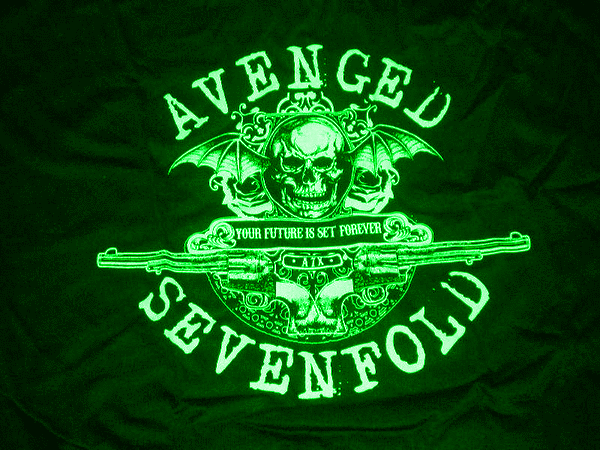 AVENGED
YOUR FUTURE IS SET FOREVER
A7X
SEVENFOLD